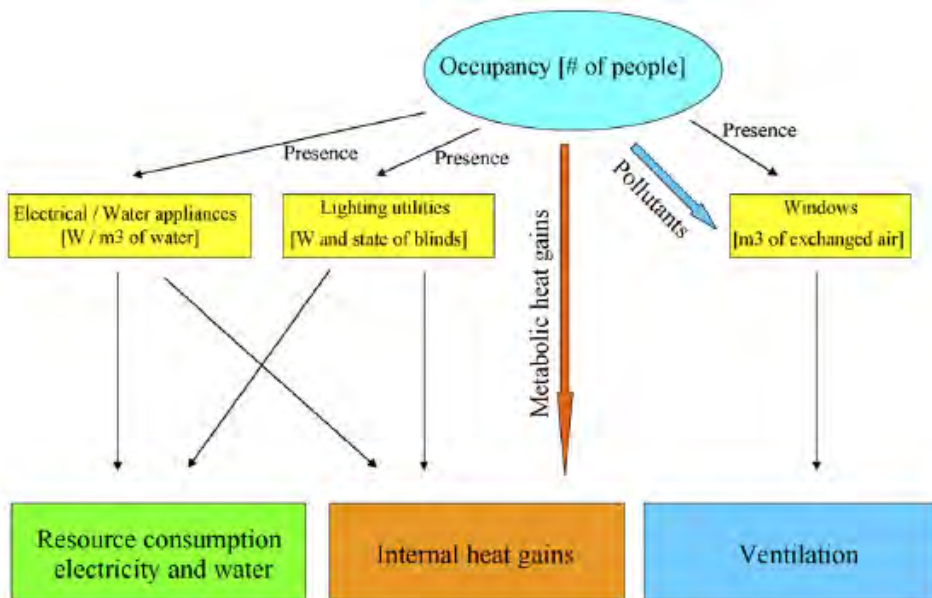 Occupancy [# of people]
Presence
Presence
Presence
Pollutants
Electrical / Water appliances
[W / m3 of water]
Lighting utilities
[W and state of blinds]
Windows
[m3 of exchanged air]
Metabolic heat gains
Resource consumption
electricity and water
Internal heat gains
Ventilation